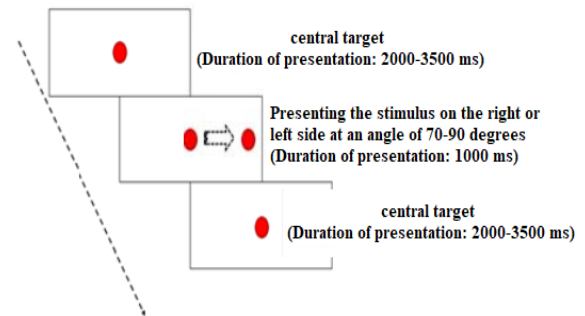 central target
(Duration of presentation: 2000-3500 ms)
Presenting the stimulus on the right or
left side at an angle of 70-90 degrees
(Duration of presentation: 1000 ms)
central target
(Duration of presentation: 2000-3500 ms)